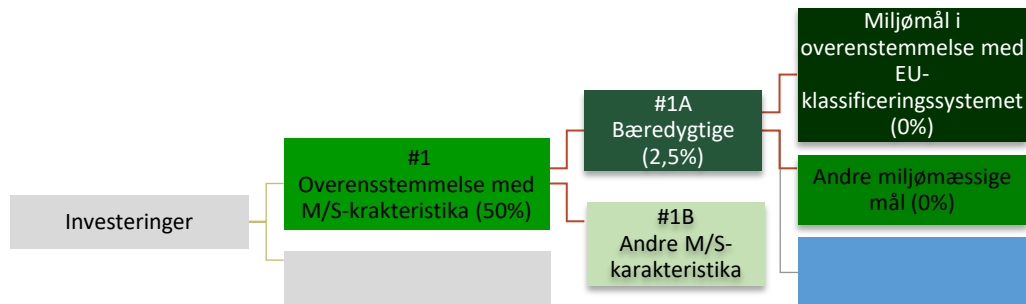 Investeringer
#1
Overensstemmelse med
M/S-krakteristika (50%)
#1A
Bæredygtige
(2,5%)
#1B
Andre M/S-
karakteristika
Miljømål i
overenstemmelse med
EU-
klassificeringssystemet
(0%)
Andre miljømæssige
mål (0%)